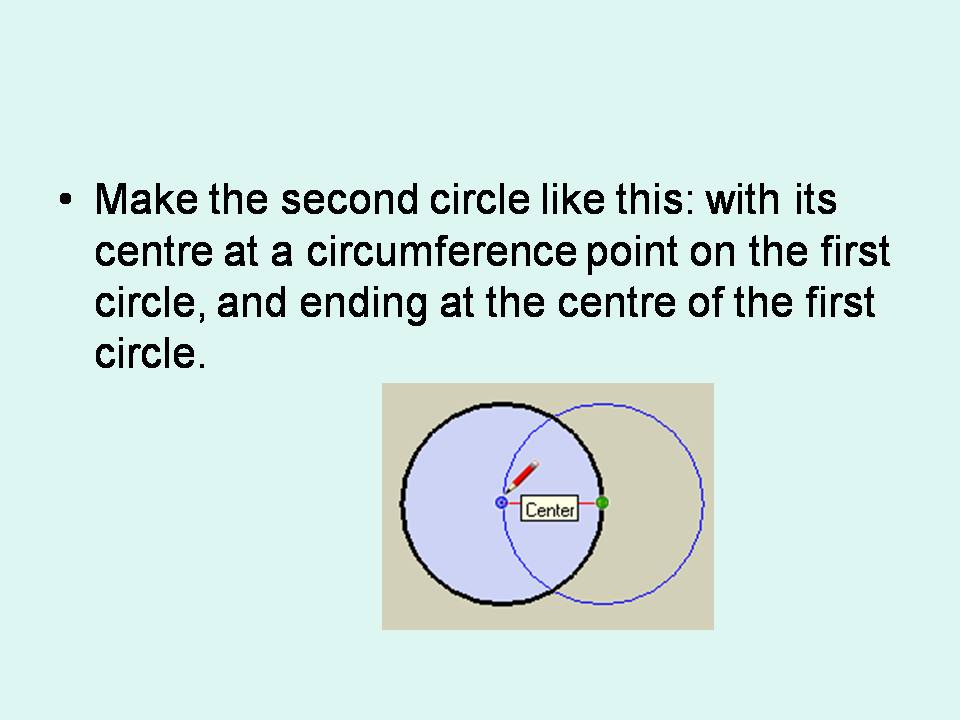 • Make the second circle like this: with its
centre at a circumference point on the first
circle, and ending at the centre of the first
circle.
Center